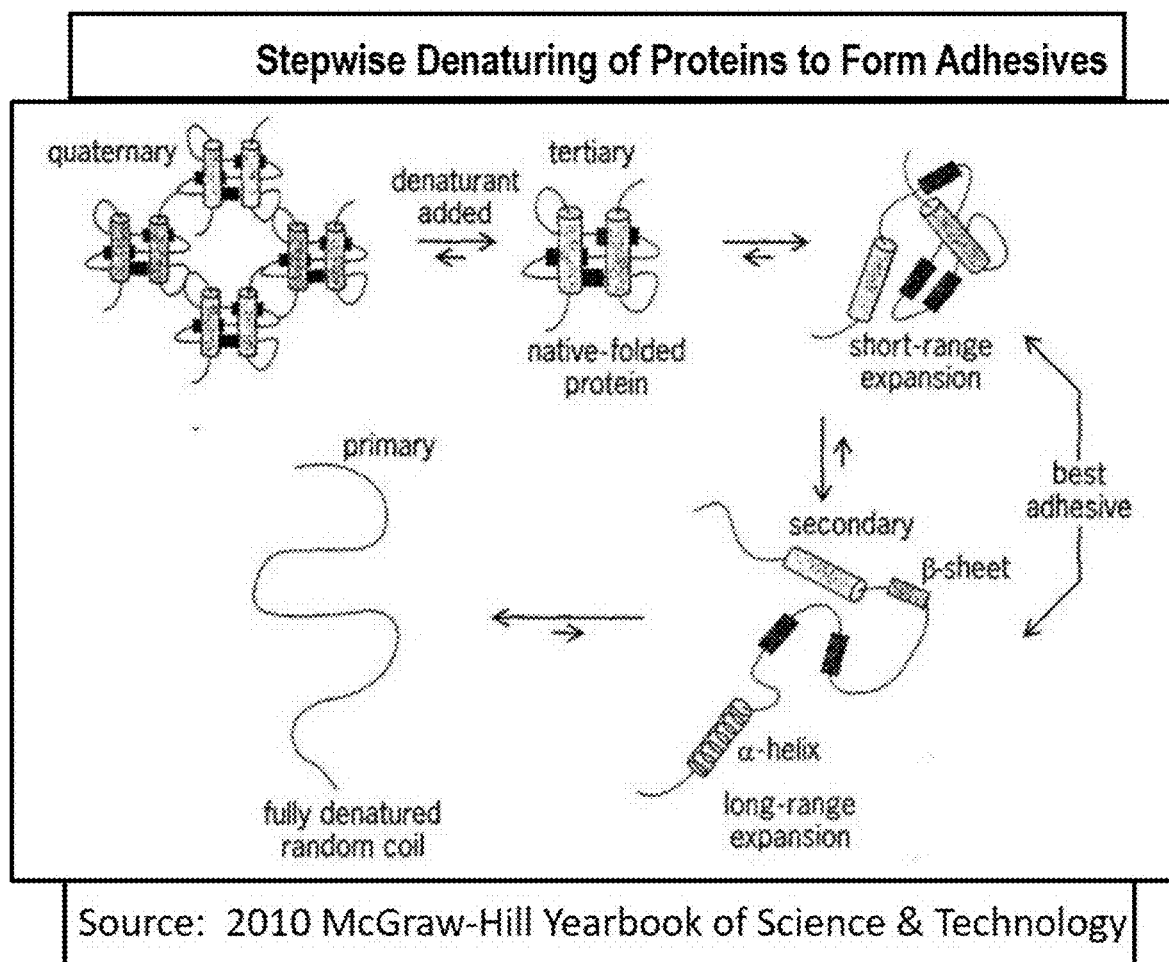 Stepwise Denaturing of Proteins to Form Adhesives
quaternary
denaturant
added
tertiary
native-folded
protein
short-range
expansion
best
adhesive
secondary
β-sheet
α-helix
long-range
expansion
primary
fully denatured
random coil
Source: 2010 McGraw-Hill Yearbook of Science & Technology